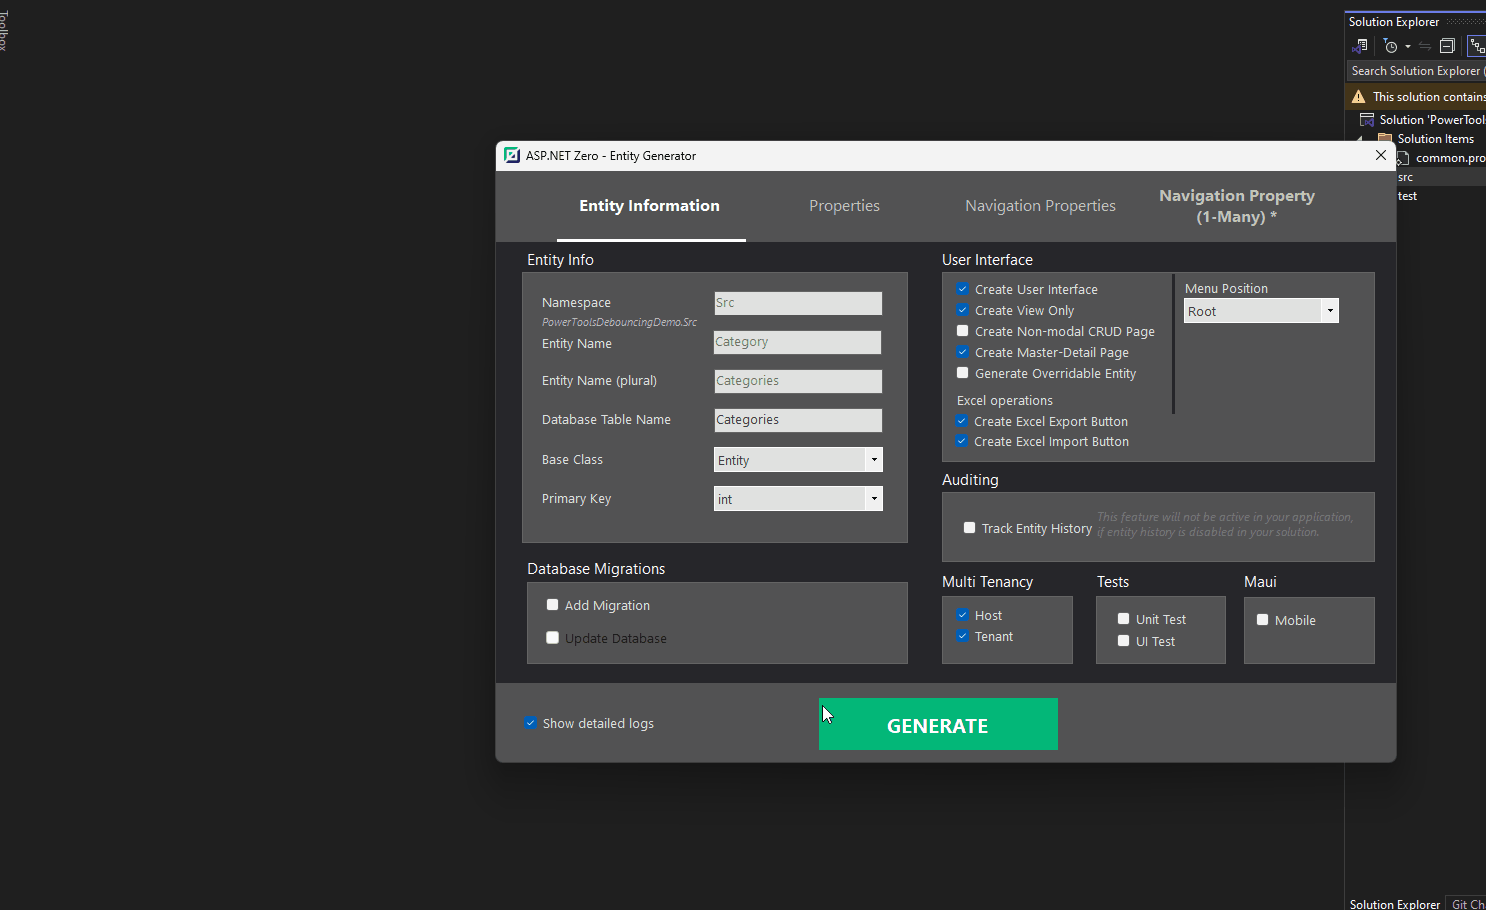 Toolbox
Solution Explorer
Search Solution Explorer (
This solution contains
Solution 'PowerTools
Solution Items
common.pro
src
test
ASP.NET Zero - Entity Generator
Entity Information
Properties
Navigation Properties
Navigation Property
(1-Many) *
Entity Info
Namespace
Src
PowerToolsDebouncingDemo.Src
Entity Name
Category
Entity Name (plural)
Categories
Database Table Name
Categories
Base Class
Entity
Primary Key
int
Database Migrations
Add Migration
Update Database
User Interface
Create User Interface
Create View Only
Create Non-modal CRUD Page
Create Master-Detail Page
Generate Overridable Entity
Excel operations
Create Excel Export Button
Create Excel Import Button
Menu Position
Root
Auditing
Track Entity History
This feature will not be active in your application,
if entity history is disabled in your solution.
Multi Tenancy
Host
Tenant
Tests
Unit Test
UI Test
Maui
Mobile
Show detailed logs
GENERATE
Solution Explorer
Git Ch